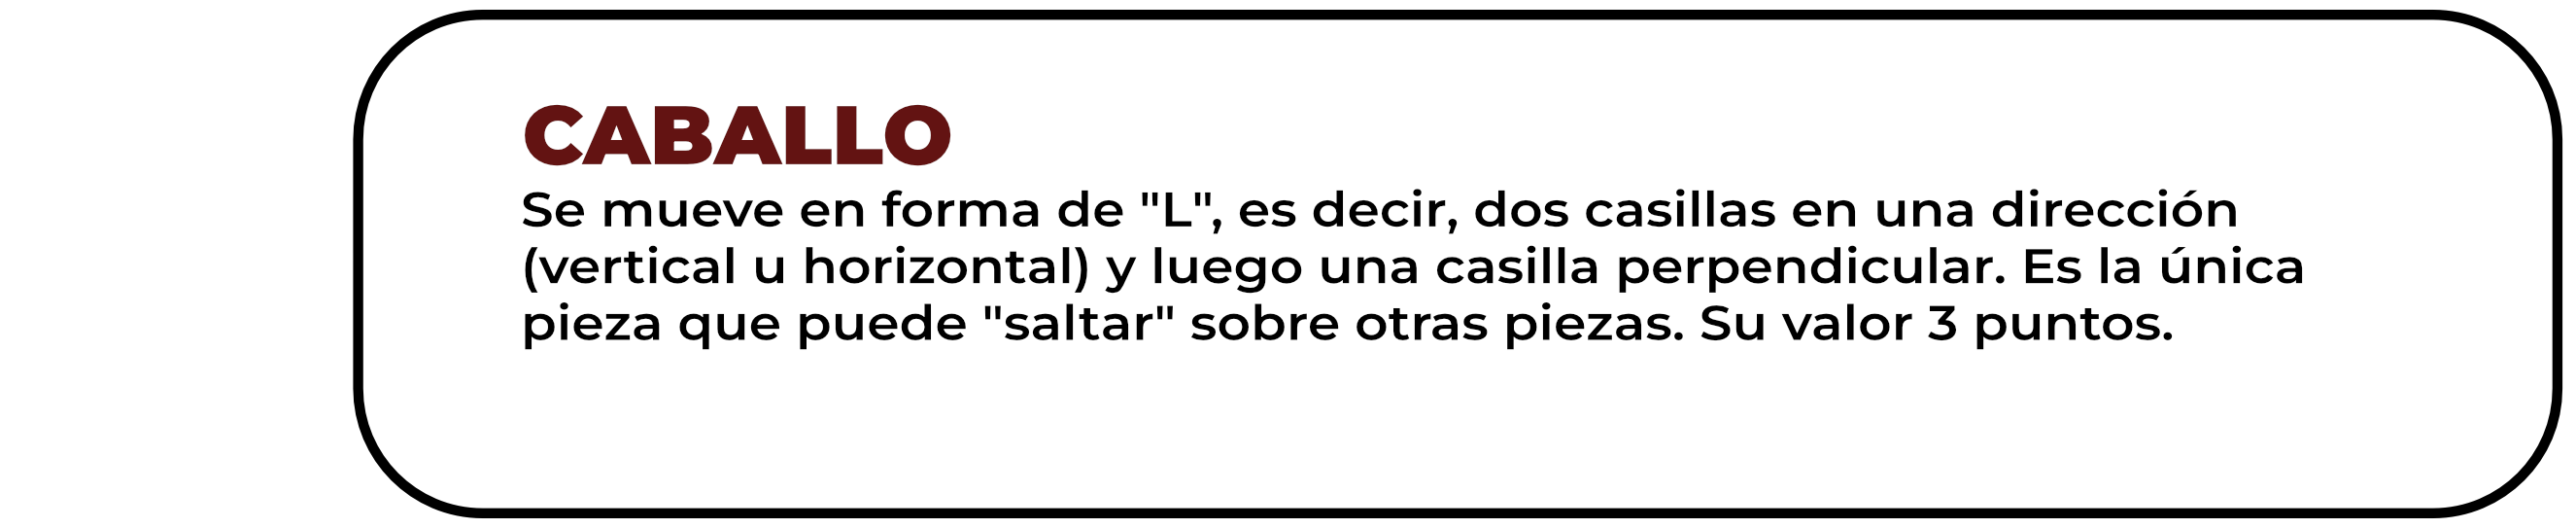 CABALLO
Se mueve en forma de "L", es decir, dos casillas en una dirección
(vertical u horizontal) y luego una casilla perpendicular. Es la única
pieza que puede "saltar" sobre otras piezas. Su valor 3 puntos.